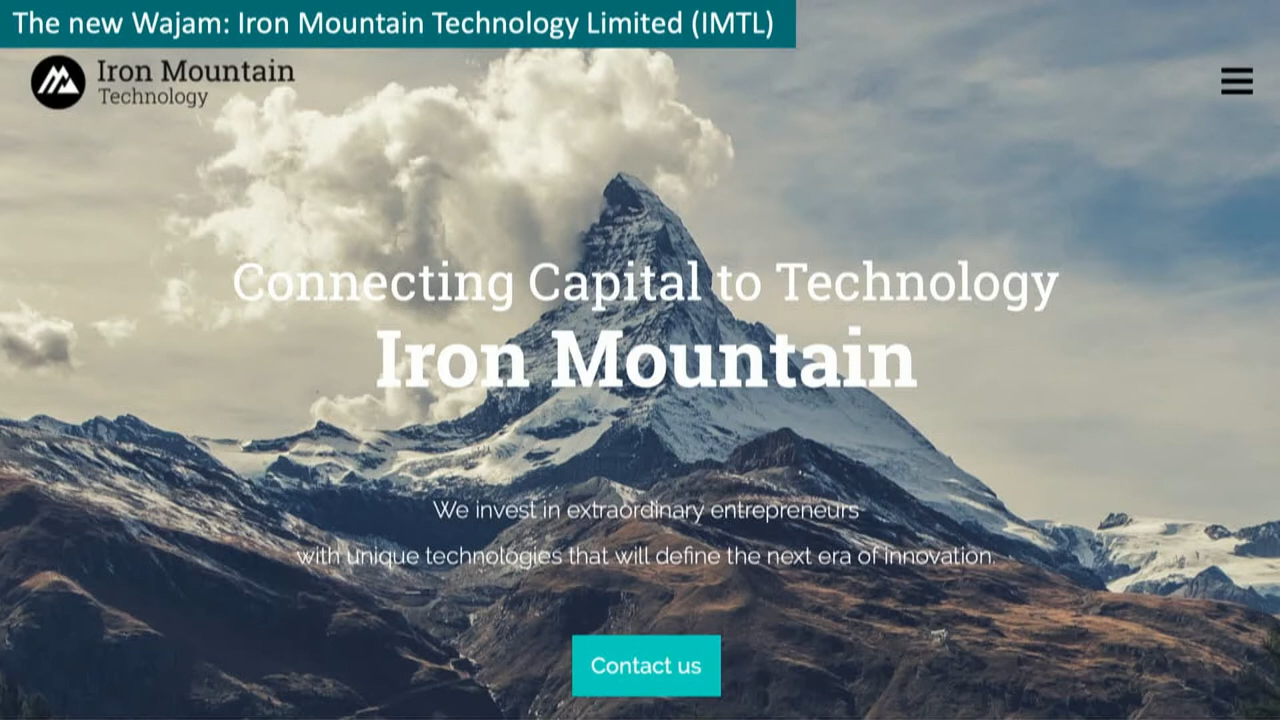 The new Wajam: Iron Mountain Technology Limited (IMTL)
Iron Mountain
Technology
Connecting Capital to Technology
Iron Mountain
We invest in extraordinary entrepreneurs
with unique technologies that will define the next era of innovation.
Contact us